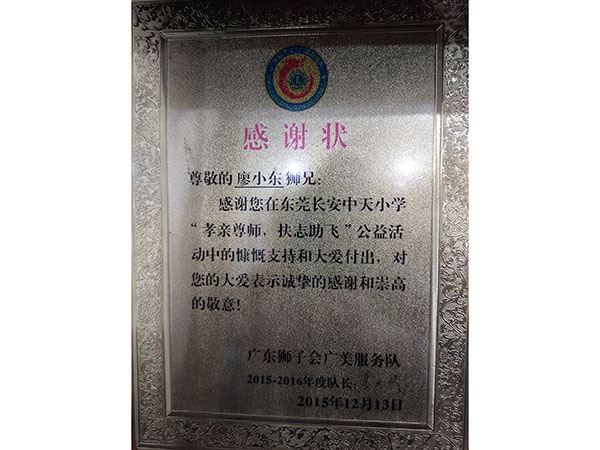 感谢状
尊敬的廖小东狮兄：
感谢您在东莞长安中天小学
“孝亲尊师，扶志助飞”公益活
动中的慷慨支持和大爱付出，对
您的大爱表示诚挚的感谢和崇高
的敬意！
广东狮子会广美服务队
2015-2016年度队长：
2015年12月13日